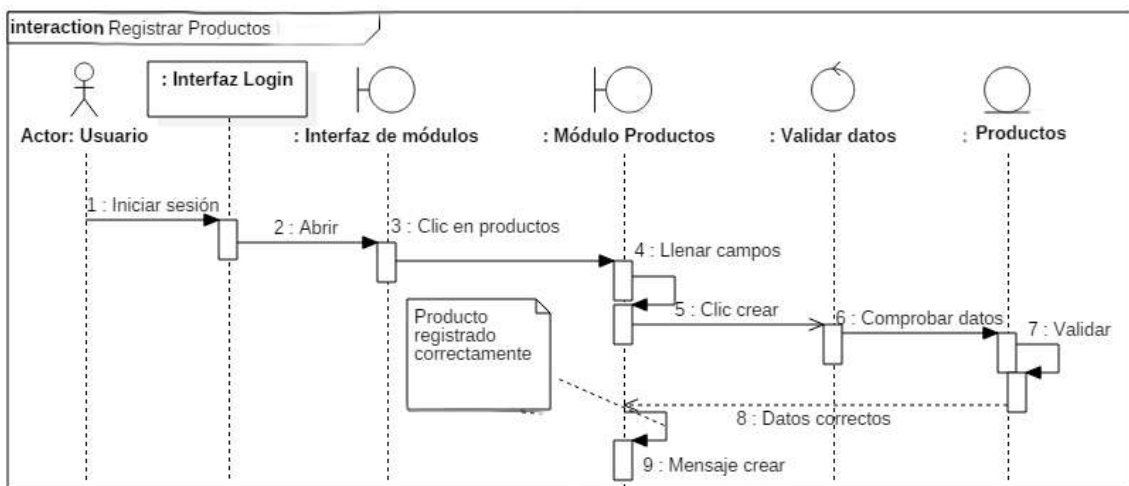 interaction Registrar Productos
: Interfaz Login
Actor: Usuario
: Interfaz de módulos
: Módulo Productos
: Validar datos
: Productos
1 : Iniciar sesión
2 : Abrir
3 : Clic en productos
4 : Llenar campos
5 : Clic crear
6 : Comprobar datos
7 : Validar
Producto
registrado
correctamente
8 : Datos correctos
9 : Mensaje crear